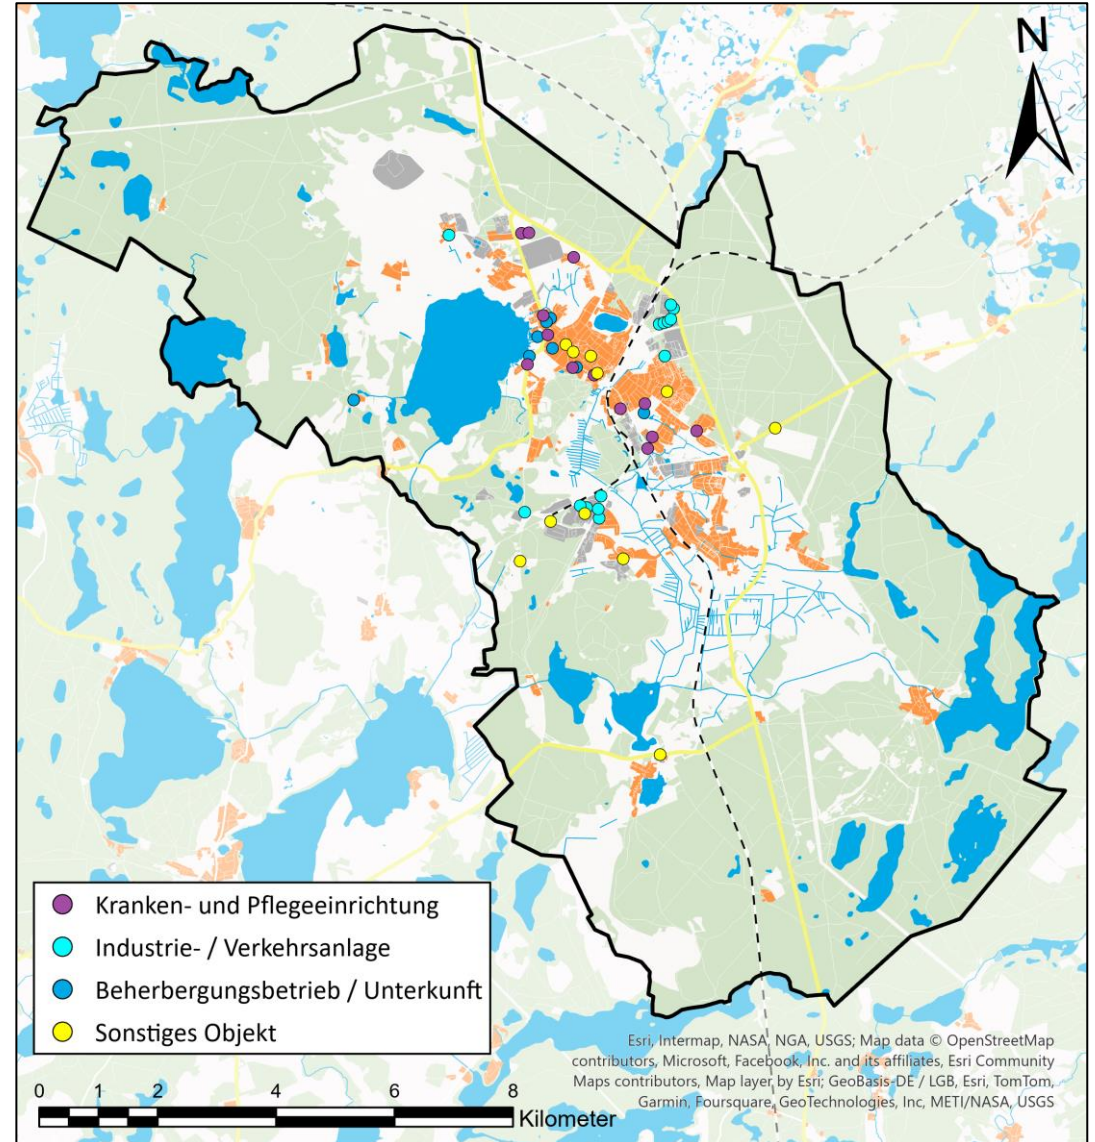 N
Kranken- und Pflegeeinrichtung
Industrie- / Verkehrsanlage
Beherbergungsbetrieb / Unterkunft
Sonstiges Objekt
Esri, Intermap, NASA, NGA, USGS; Map data © OpenStreetMap
contributors, Microsoft, Facebook, Inc. and its affiliates, Esri Community
Maps contributors, Map layer by Esri; GeoBasis-DE / LGB, Esri, TomTom,
Garmin, Foursquare, GeoTechnologies, Inc, METI/NASA, USGS
0 1 2 4 6 8
Kilometer